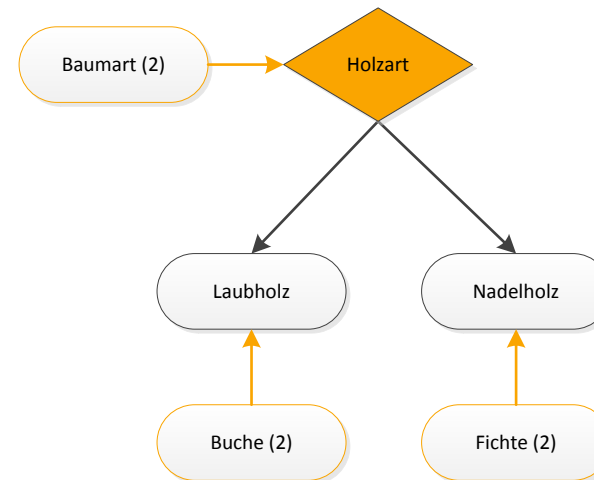 Baumart (2)
Holzart
Laubholz
Nadelholz
Buche (2)
Fichte (2)